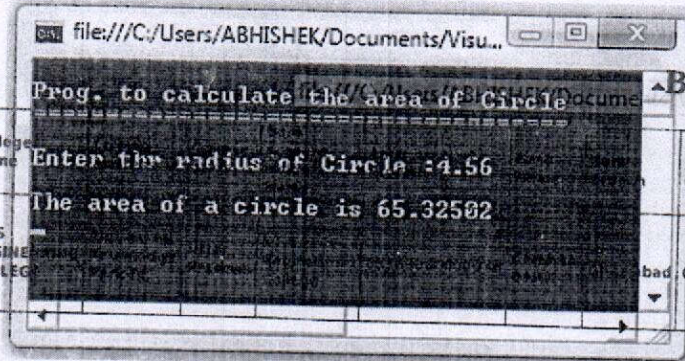 file:///C:/Users/ABHISHEK/Documents/Visu...
Prog. to calculate the area of Circle
=====================================
Enter thr radius of Circle :4.56
The area of a circle is 65.32502